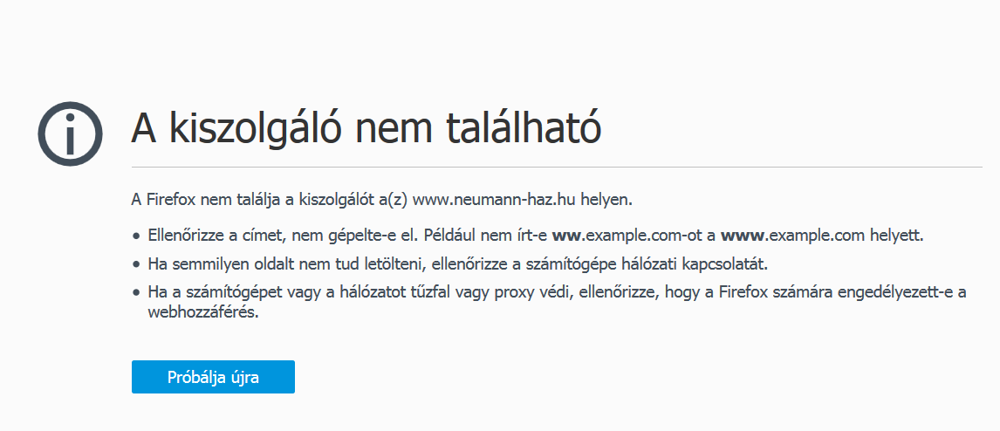 A kiszolgáló nem található
A Firefox nem találja a kiszolgálót a(z) www.neumann-haz.hu helyen.
• Ellenőrizze a címet, nem gépelte-e el. Például nem írt-e ww.example.com-ot a www.example.com helyett.
• Ha semmilyen oldalt nem tud letölteni, ellenőrizze a számítógépe hálózati kapcsolatát.
• Ha a számítógépet vagy a hálózatot tűzfal vagy proxy védi, ellenőrizze, hogy a Firefox számára engedélyezett-e a
webhozzáférés.
Próbálja újra